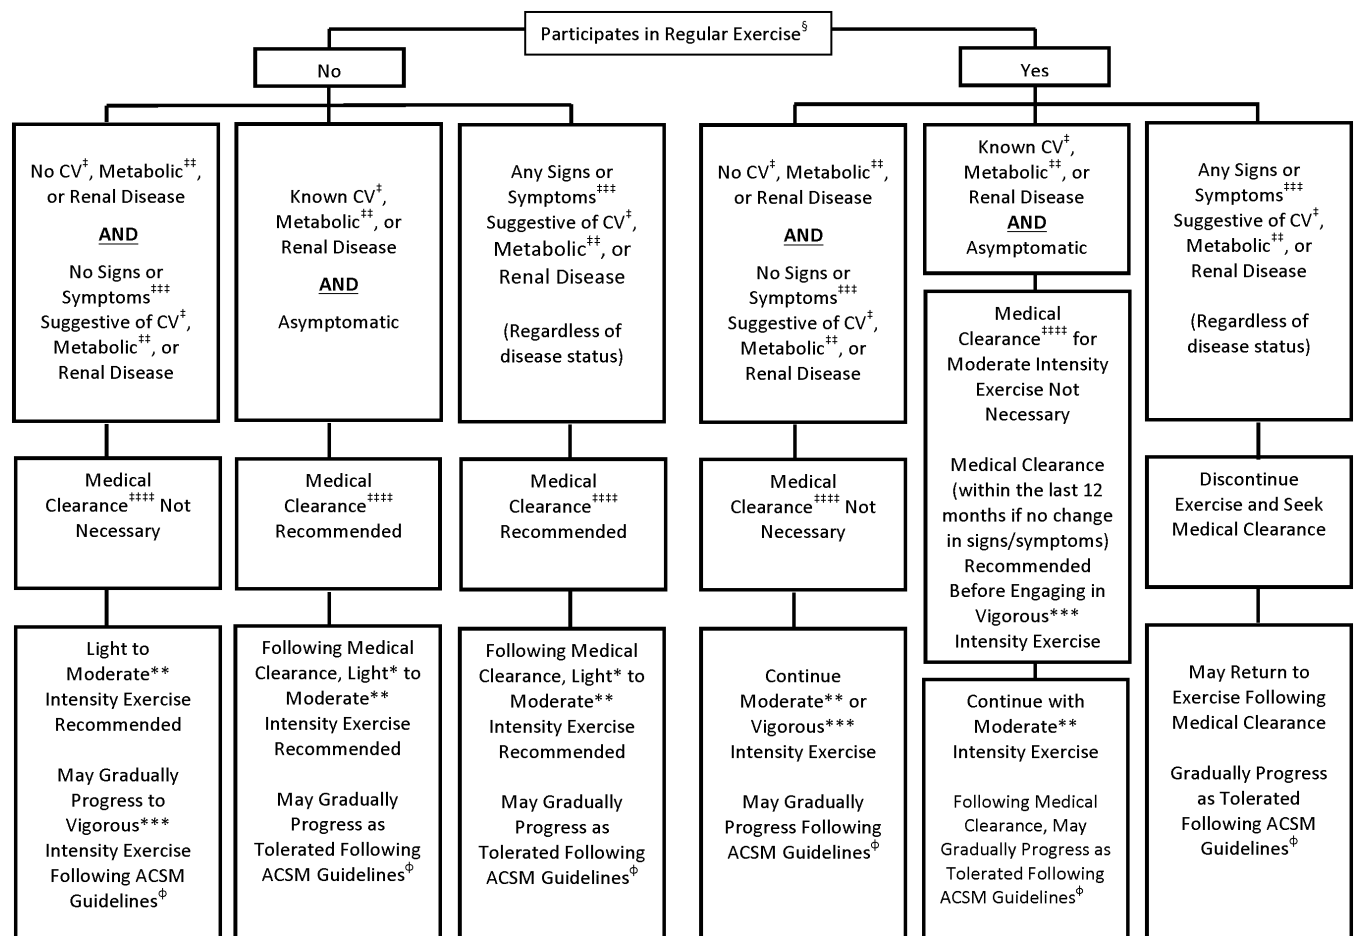 Participates in Regular Exercise§
No
Yes
No CV‡, Metabolic‡‡,
or Renal Disease
AND
No Signs or
Symptoms‡‡‡
Suggestive of CV‡,
Metabolic‡‡, or
Renal Disease
Known CV‡,
Metabolic‡‡, or
Renal Disease
AND
Asymptomatic
Any Signs or
Symptoms‡‡‡
Suggestive of CV‡,
Metabolic‡‡, or
Renal Disease
(Regardless of
disease status)
No CV‡, Metabolic‡‡,
or Renal Disease
AND
No Signs or
Symptoms‡‡‡
Suggestive of CV‡,
Metabolic‡‡, or
Renal Disease
Known CV‡,
Metabolic‡‡, or
Renal Disease
AND
Asymptomatic
Any Signs or
Symptoms‡‡‡
Suggestive of CV‡,
Metabolic‡‡, or
Renal Disease
(Regardless of
disease status)
Medical
Clearance‡‡‡‡ Not
Necessary
Medical
Clearance‡‡‡‡
Recommended
Medical
Clearance‡‡‡‡
Recommended
Medical
Clearance‡‡‡‡ Not
Necessary
Medical
Clearance‡‡‡‡ for
Moderate Intensity
Exercise Not
Necessary
Medical Clearance
(within the last 12
months if no change
in signs/symptoms)
Recommended
Before Engaging in
Vigorous***
Intensity Exercise
Discontinue
Exercise and Seek
Medical Clearance
Light to
Moderate**
Intensity Exercise
Recommended
May Gradually
Progress to
Vigorous***
Intensity Exercise
Following ACSM
Guidelinesϕ
Following Medical
Clearance, Light* to
Moderate**
Intensity Exercise
Recommended
May Gradually
Progress as
Tolerated Following
ACSM Guidelinesϕ
Following Medical
Clearance, Light* to
Moderate**
Intensity Exercise
Recommended
May Gradually
Progress as
Tolerated Following
ACSM Guidelinesϕ
Continue
Moderate** or
Vigorous***
Intensity Exercise
May Gradually
Progress Following
ACSM Guidelinesϕ
Continue with
Moderate**
Intensity Exercise
Following Medical
Clearance, May
Gradually Progress as
Tolerated Following
ACSM Guidelinesϕ
May Return to
Exercise Following
Medical Clearance
Gradually Progress
as Tolerated
Following ACSM
Guidelinesϕ